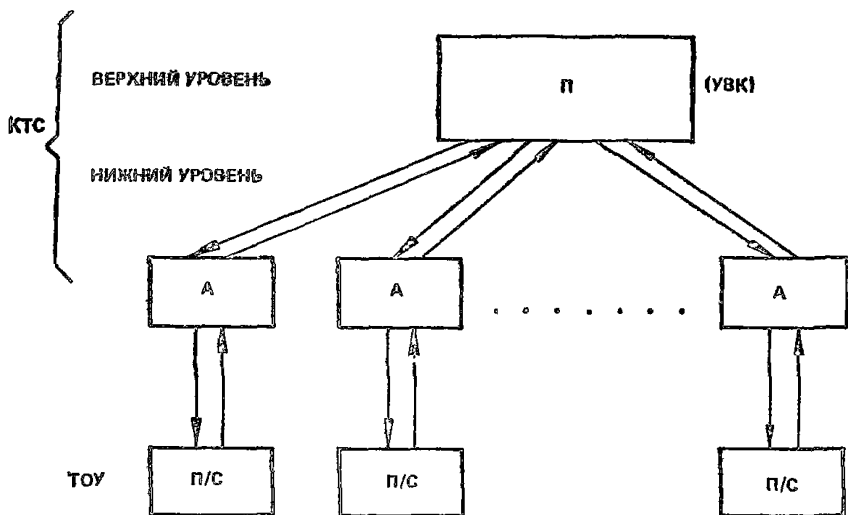 ВЕРХНИЙ УРОВЕНЬ
П
(УВК)
КТС
НИЖНИЙ УРОВЕНЬ
А
А
А
ТОУ
П/С
П/С
П/С